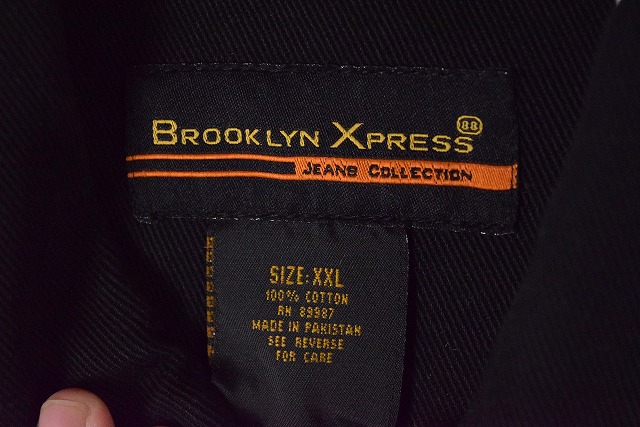 BROOKLYN XPRESS 88
JEANS COLLECTION
SIZE: XXL
100% COTTON
RN 89987
MADE IN PAKISTAN
SEE REVERSE
FOR CARE